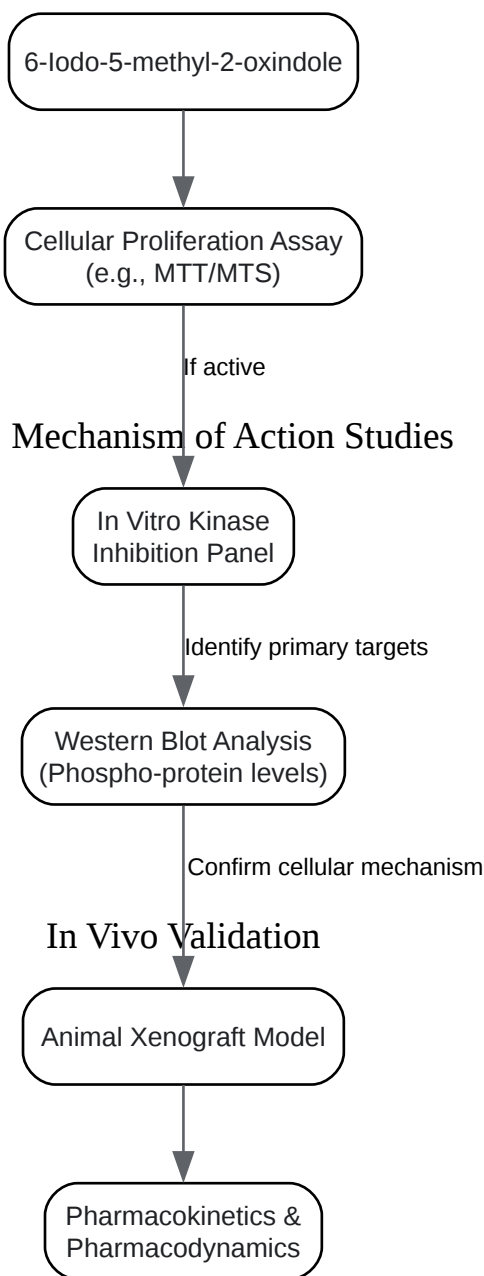 6-Iodo-5-methyl-2-oxindole
Cellular Proliferation Assay
(e.g., MTT/MTS)
If active
Mechanism of Action Studies
In Vitro Kinase
Inhibition Panel
Identify primary targets
Western Blot Analysis
(Phospho-protein levels)
Confirm cellular mechanism
In Vivo Validation
Animal Xenograft Model
Pharmacokinetics &
Pharmacodynamics